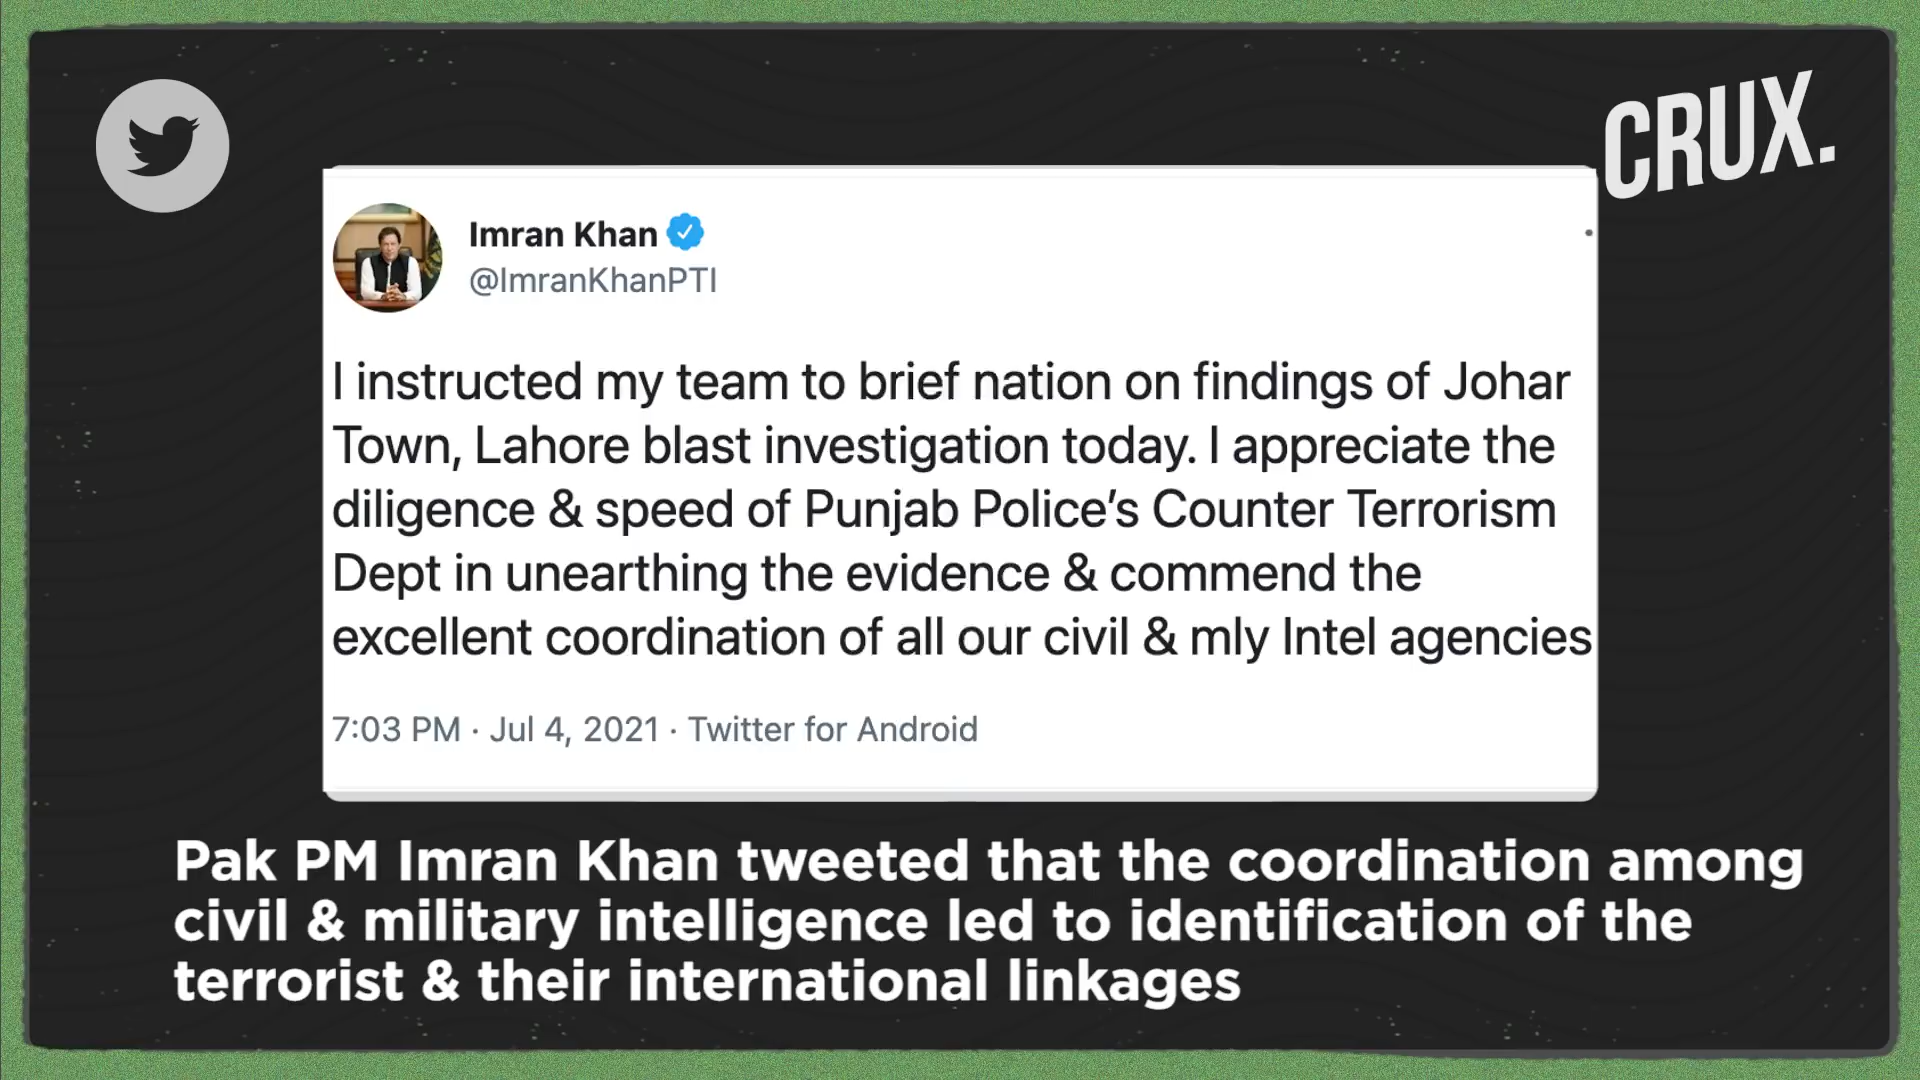 CRUX.
Imran Khan
@ImranKhanPTI
I instructed my team to brief nation on findings of Johar
Town, Lahore blast investigation today. I appreciate the
diligence & speed of Punjab Police’s Counter Terrorism
Dept in unearthing the evidence & commend the
excellent coordination of all our civil & mly Intel agencies
7:03 PM · Jul 4, 2021 · Twitter for Android
Pak PM Imran Khan tweeted that the coordination among
civil & military intelligence led to identification of the
terrorist & their international linkages